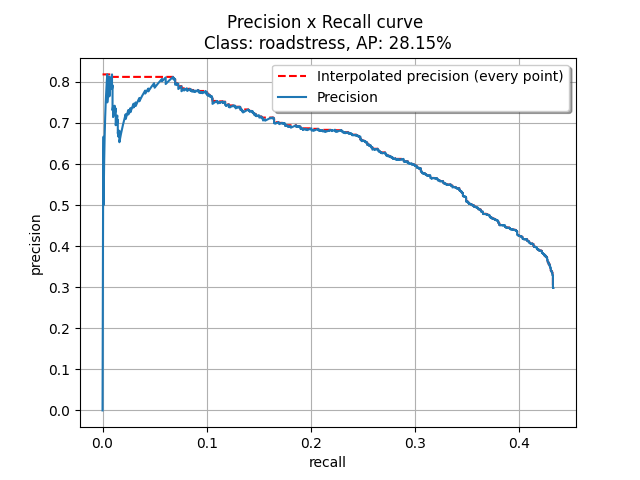 Precision x Recall curve
Class: roadstress, AP: 28.15%
Interpolated precision (every point)
Precision
precision
0.8
0.7
0.6
0.5
0.4
0.3
0.2
0.1
0.0
0.0 0.1 0.2 0.3 0.4
recall